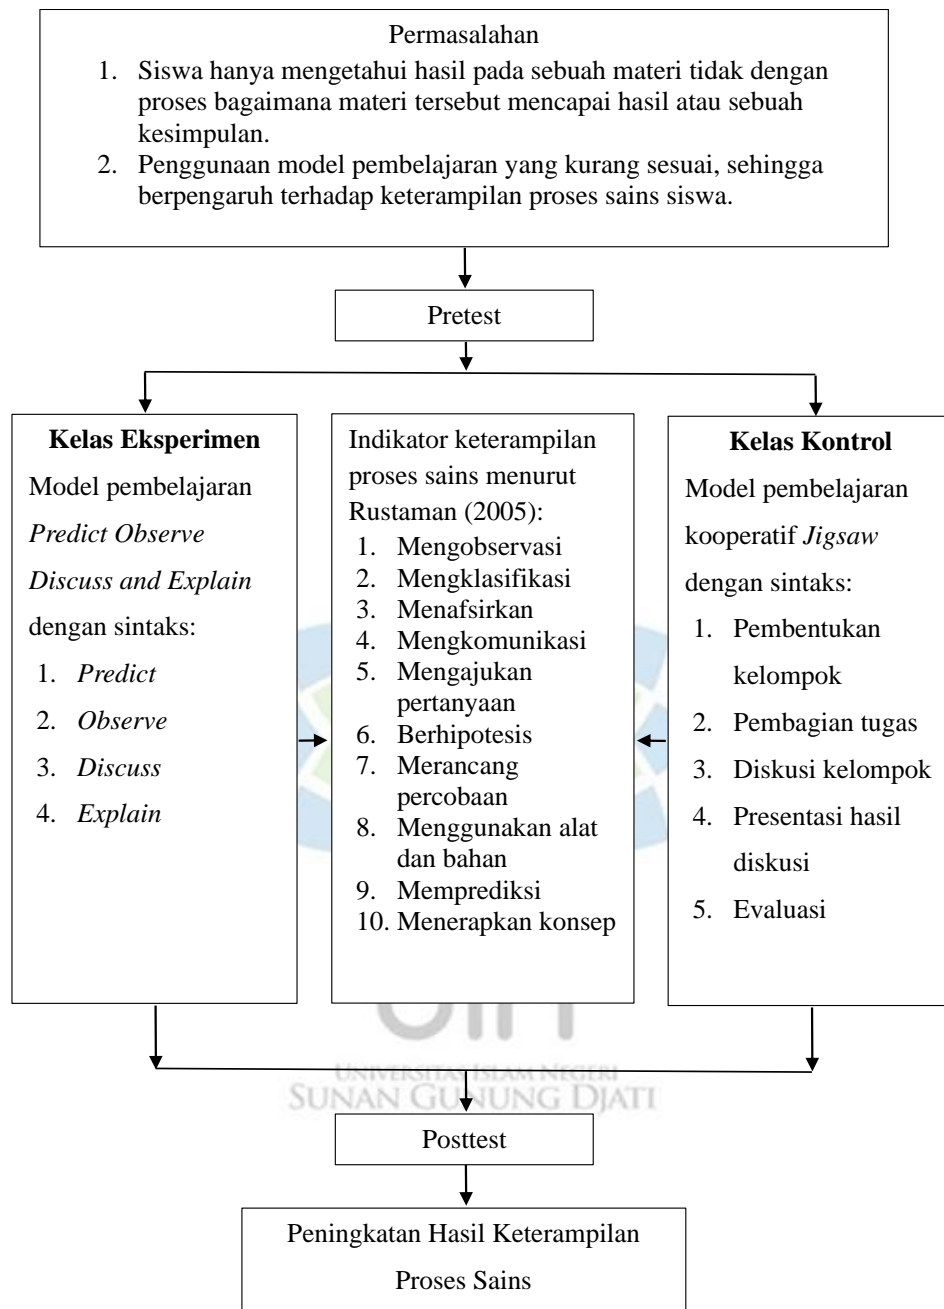 Permasalahan
1. Siswa hanya mengetahui hasil pada sebuah materi tidak dengan
proses bagaimana materi tersebut mencapai hasil atau sebuah
kesimpulan.
2. Penggunaan model pembelajaran yang kurang sesuai, sehingga
berpengaruh terhadap keterampilan proses sains siswa.
Pretest
Kelas Eksperimen
Model pembelajaran
Predict Observe
Discuss and Explain
dengan sintaks:
1. Predict
2. Observe
3. Discuss
4. Explain
Indikator keterampilan
proses sains menurut
Rustaman (2005):
1. Mengobservasi
2. Mengklasifikasi
3. Menafsirkan
4. Mengkomunikasi
5. Mengajukan
pertanyaan
6. Berhipotesis
7. Merancang
percobaan
8. Menggunakan alat
dan bahan
9. Memprediksi
10. Menerapkan konsep
Kelas Kontrol
Model pembelajaran
kooperatif Jigsaw
dengan sintaks:
1. Pembentukan
kelompok
2. Pembagian tugas
3. Diskusi kelompok
4. Presentasi hasil
diskusi
5. Evaluasi
uin
UNIVERSITAS ISLAM NEGERI
SUNAN GUNUNG DJATI
Posttest
Peningkatan Hasil Keterampilan
Proses Sains